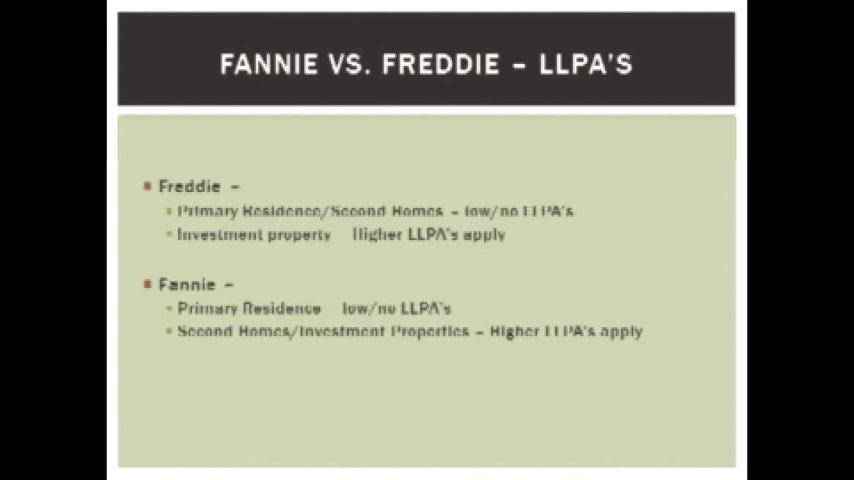 FANNIE VS. FREDDIE – LLPA'S
Freddie –
Primary Residence/Second Homes – low/no LLPA's
Investment property – Higher LLPA's apply
Fannie –
Primary Residence – low/no LLPA's
Second Homes/Investment Properties – Higher LLPA's apply